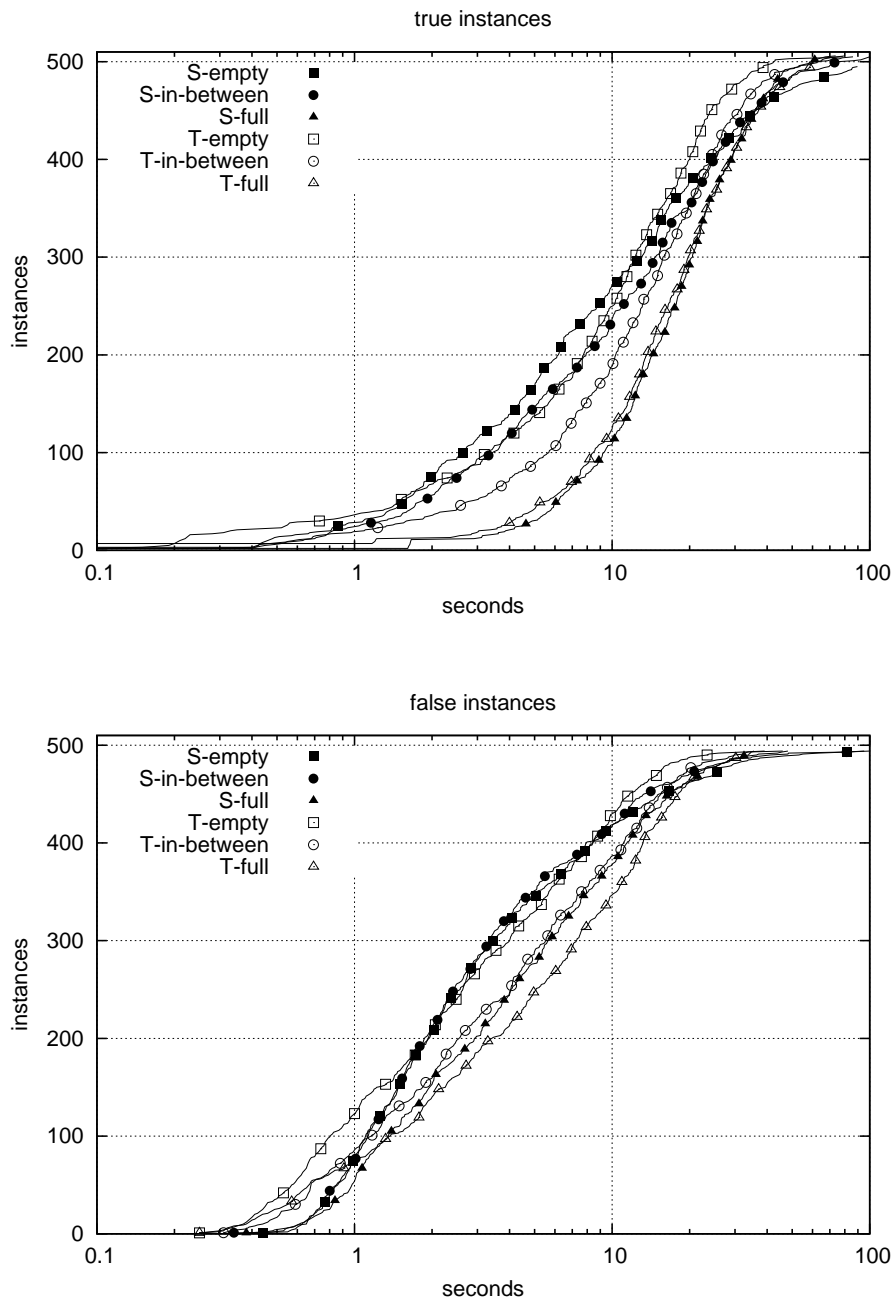 true instances
500
400
300
200
100
0
instances
S-empty
S-in-between
S-full
T-empty
T-in-between
T-full
0.1
1
10
100
seconds
false instances
500
400
300
200
100
0
instances
S-empty
S-in-between
S-full
T-empty
T-in-between
T-full
0.1
1
10
100
seconds